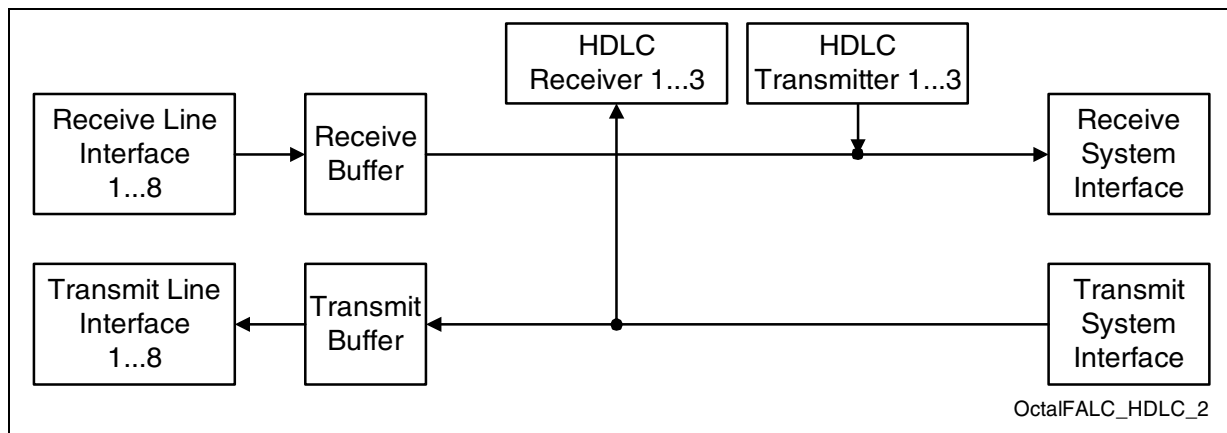 HDLC
Receiver 1...3
HDLC
Transmitter 1...3
Receive Line
Interface
1...8
Receive
Buffer
Receive
System
Interface
Transmit Line
Interface
1...8
Transmit
Buffer
Transmit
System
Interface
OctalFALC_HDLC_2